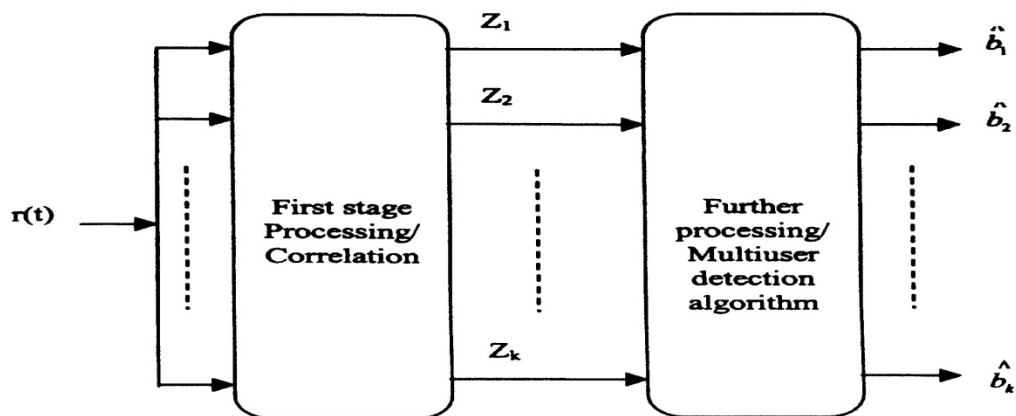 Z₁
b̂₁
Z₂
b̂₂
r(t)
First stage
Processing/
Correlation
Further
processing/
Multiuser
detection
algorithm
Zₖ
b̂ₖ